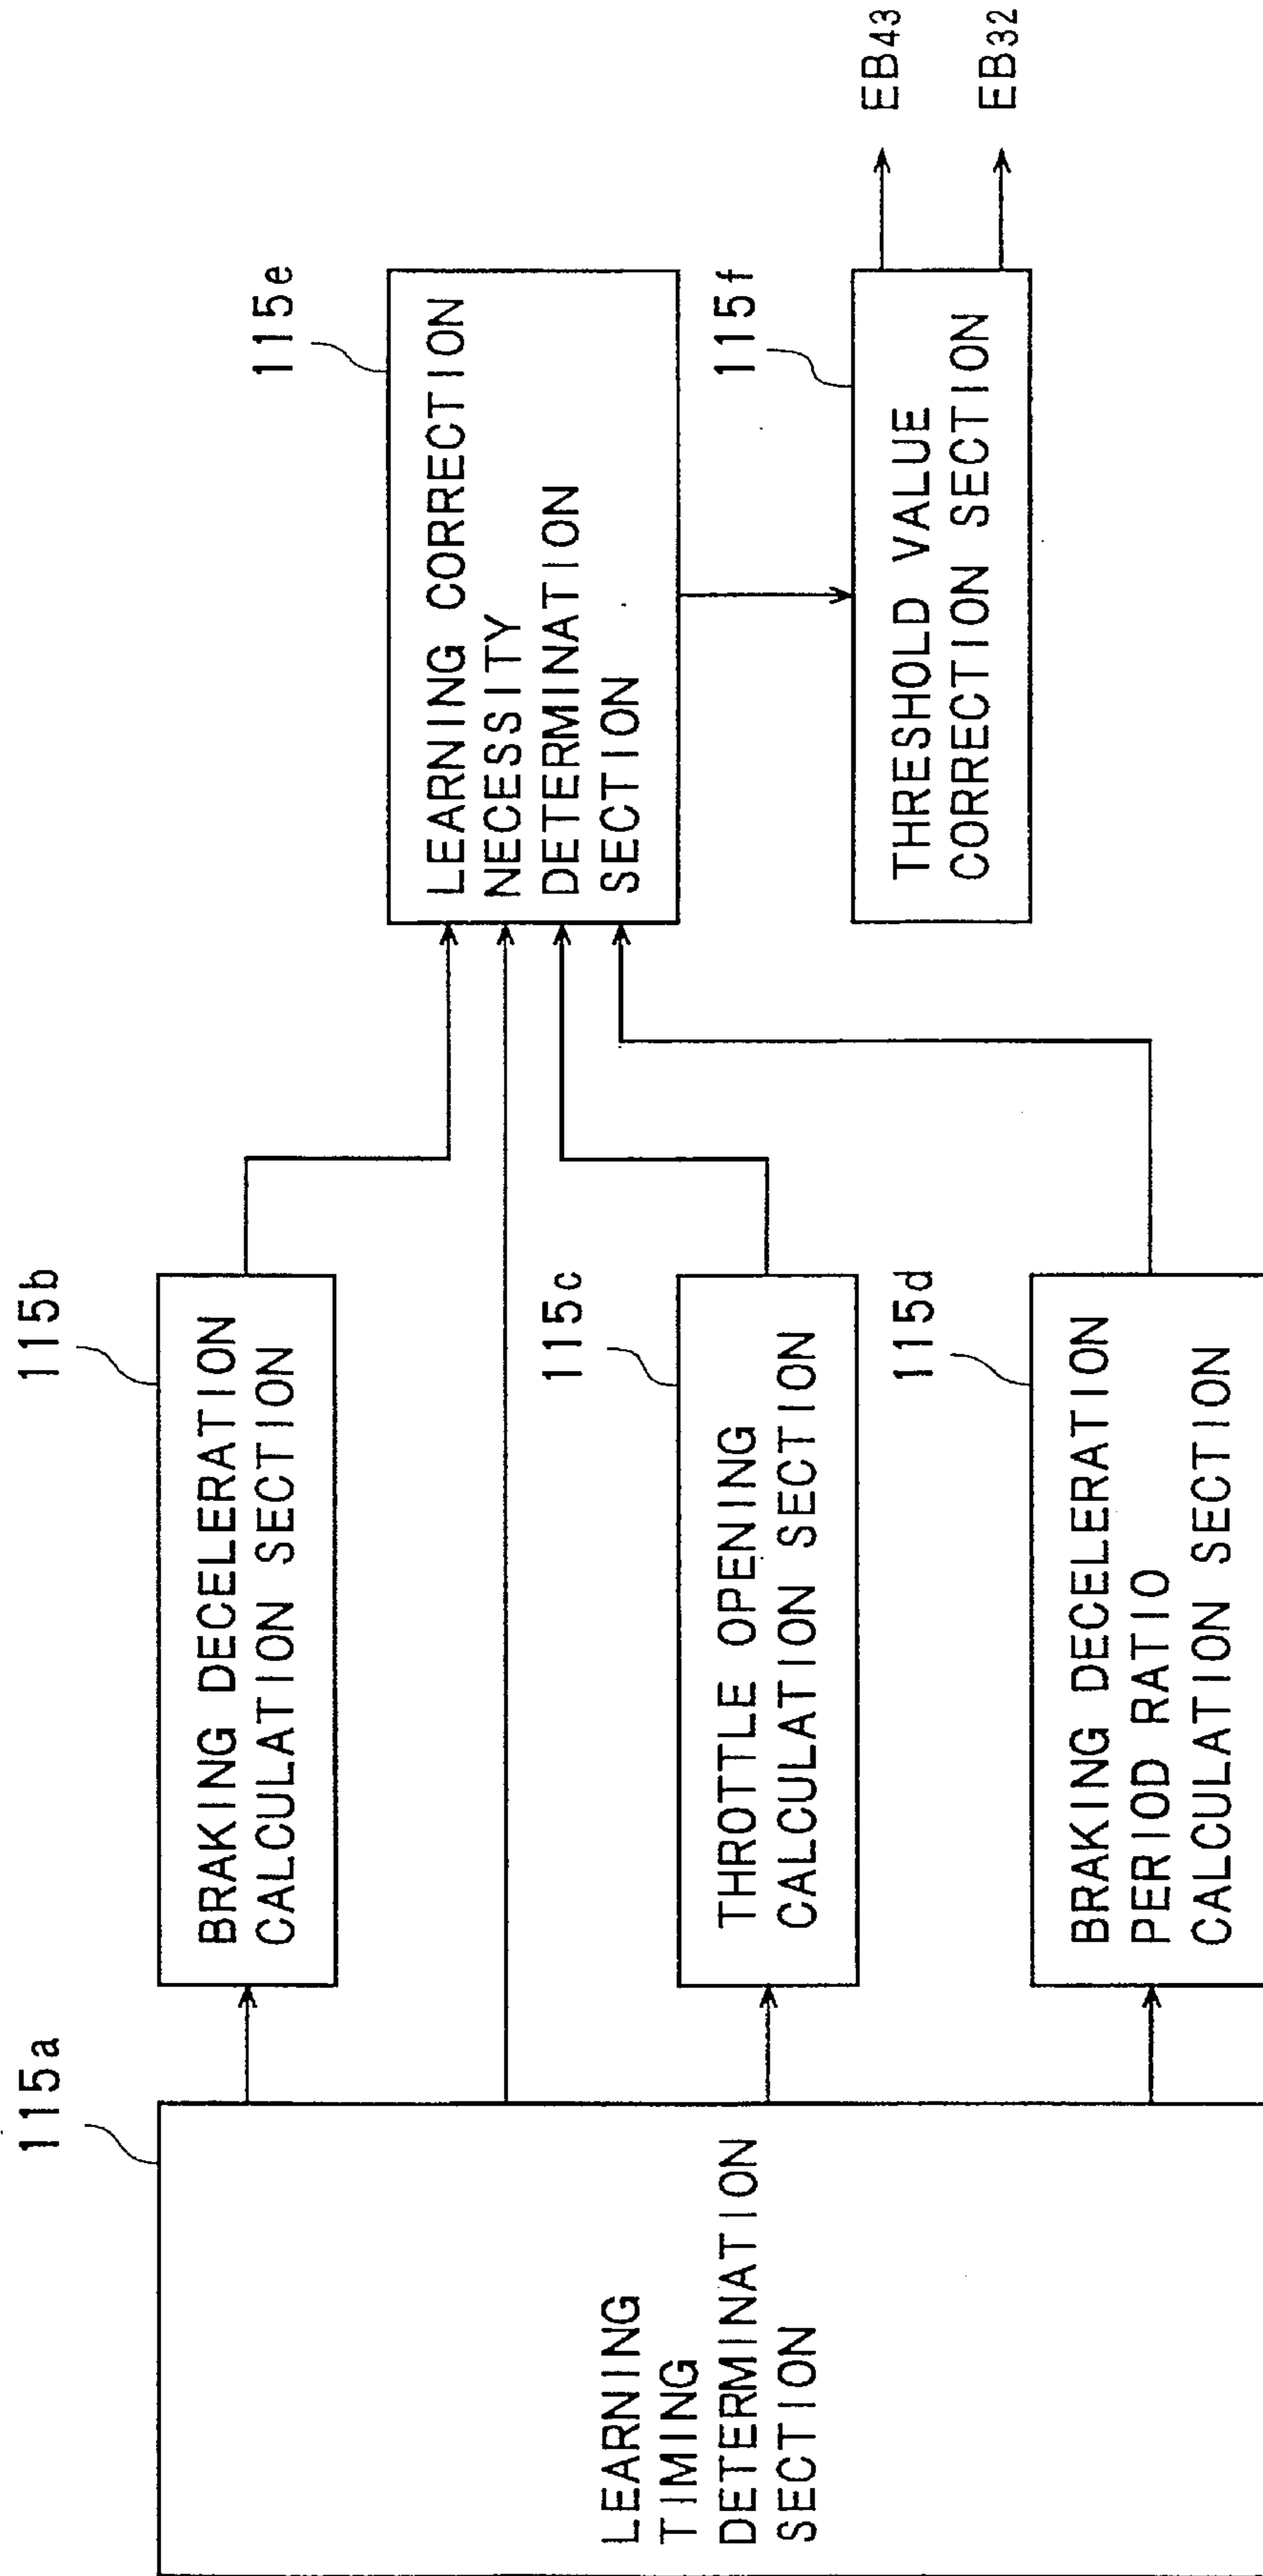 115a
LEARNING
TIMING
DETERMINATION
SECTION
115b
BRAKING DECELERATION
CALCULATION SECTION
115c
THROTTLE OPENING
CALCULATION SECTION
115d
BRAKING DECELERATION
PERIOD RATIO
CALCULATION SECTION
115e
LEARNING CORRECTION
NECESSITY
DETERMINATION
SECTION
115f
THRESHOLD VALUE
CORRECTION SECTION
EB43
EB32